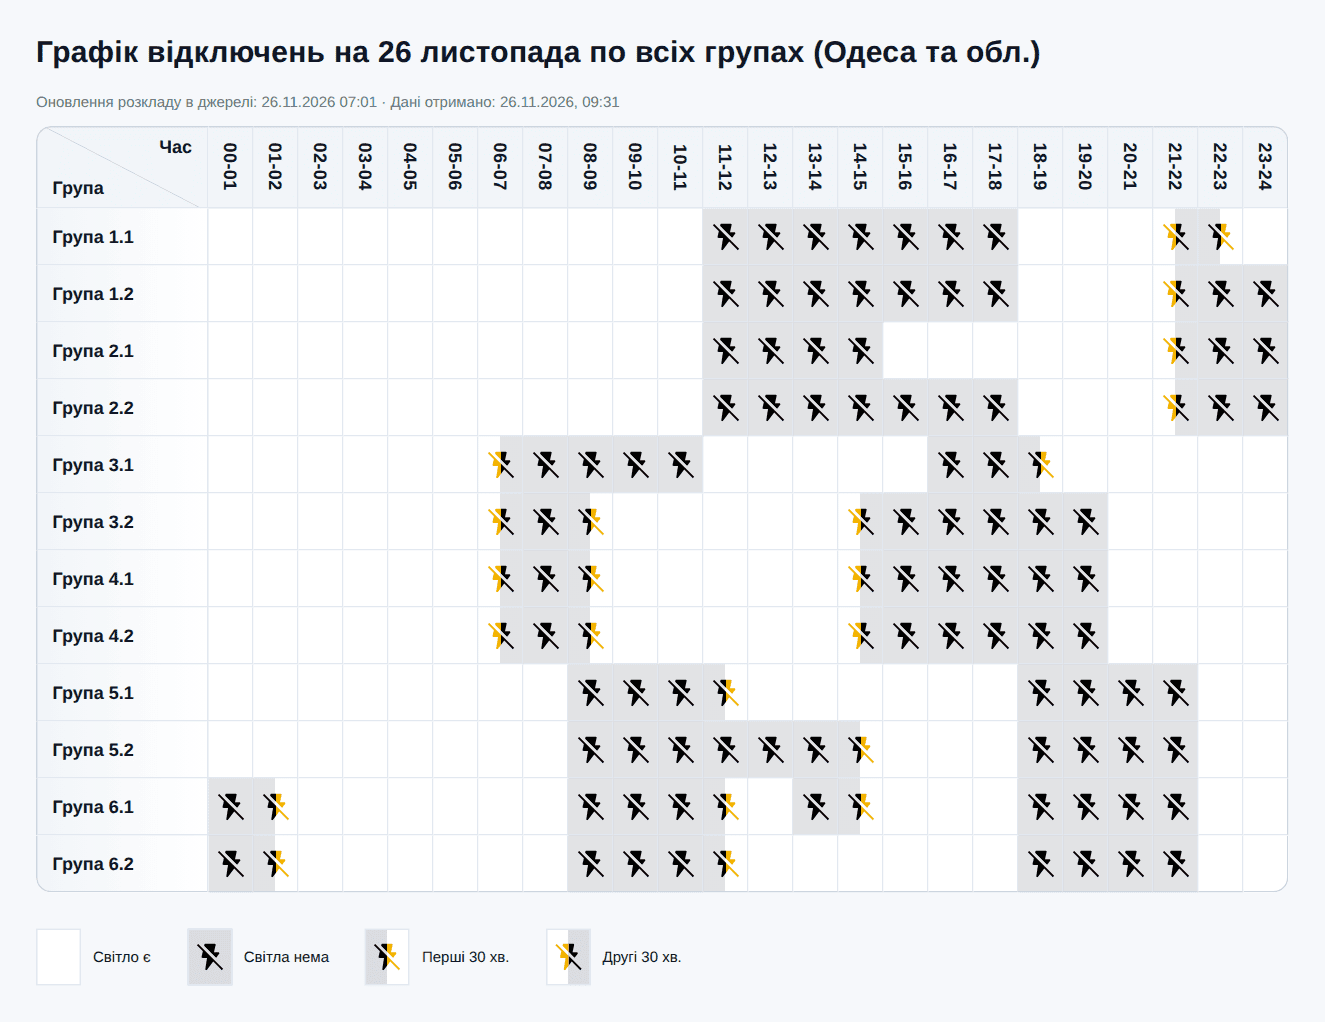 Графік відключень на 26 листопада по всіх групах (Одеса та обл.)
Оновлення розкладу в джерелі: 26.11.2026 07:01 · Дані отримано: 26.11.2026, 09:31
Час
Група
00-01 01-02 02-03 03-04 04-05 05-06 06-07 07-08 08-09 09-10 10-11 11-12 12-13 13-14 14-15 15-16 16-17 17-18 18-19 19-20 20-21 21-22 22-23 23-24
Група 1.1
Група 1.2
Група 2.1
Група 2.2
Група 3.1
Група 3.2
Група 4.1
Група 4.2
Група 5.1
Група 5.2
Група 6.1
Група 6.2
Світло є Світла нема Перші 30 хв. Другі 30 хв.